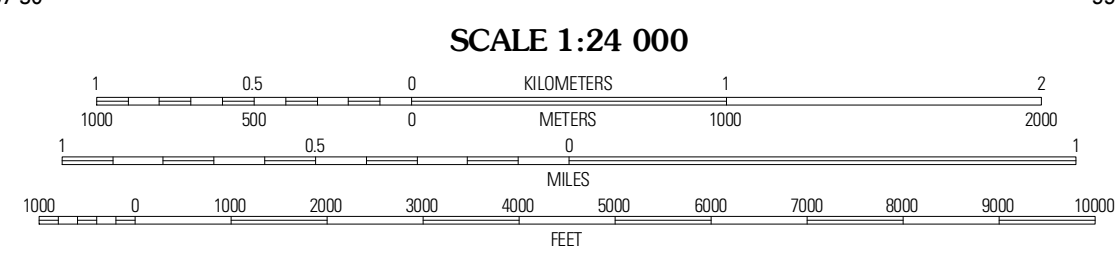 SCALE 1:24 000
1 0.5 0 KILOMETERS 1 2
1000 500 0 METERS 1000 2000
1 0.5 0 1
MILES
1000 0 1000 2000 3000 4000 5000 6000 7000 8000 9000 10000
FEET